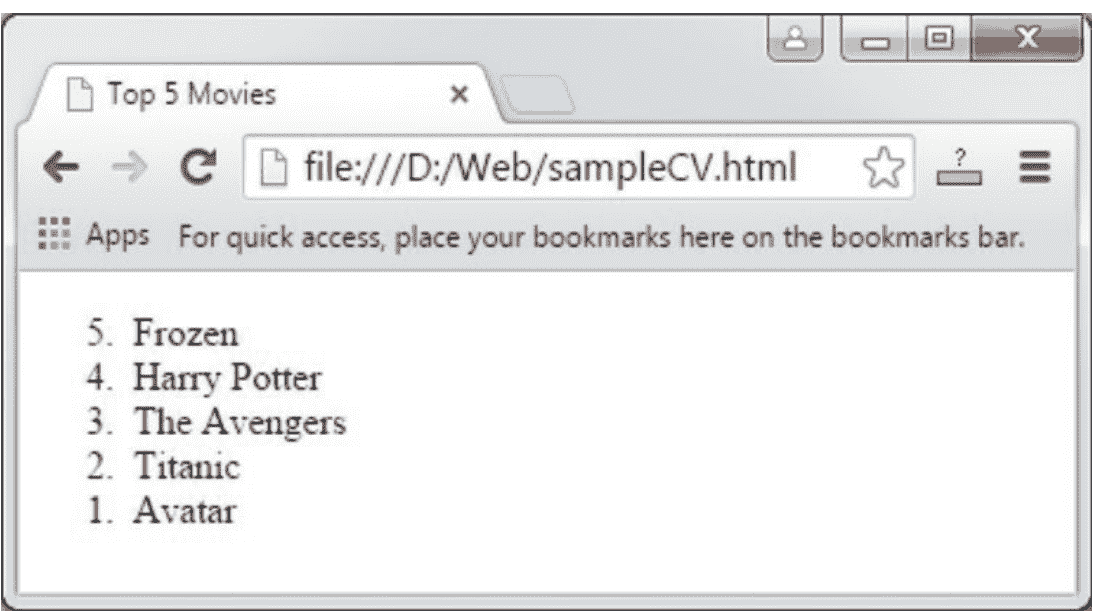 Top 5 Movies
file:///D:/Web/sampleCV.html
?
Apps For quick access, place your bookmarks here on the bookmarks bar.
5. Frozen
4. Harry Potter
3. The Avengers
2. Titanic
1. Avatar